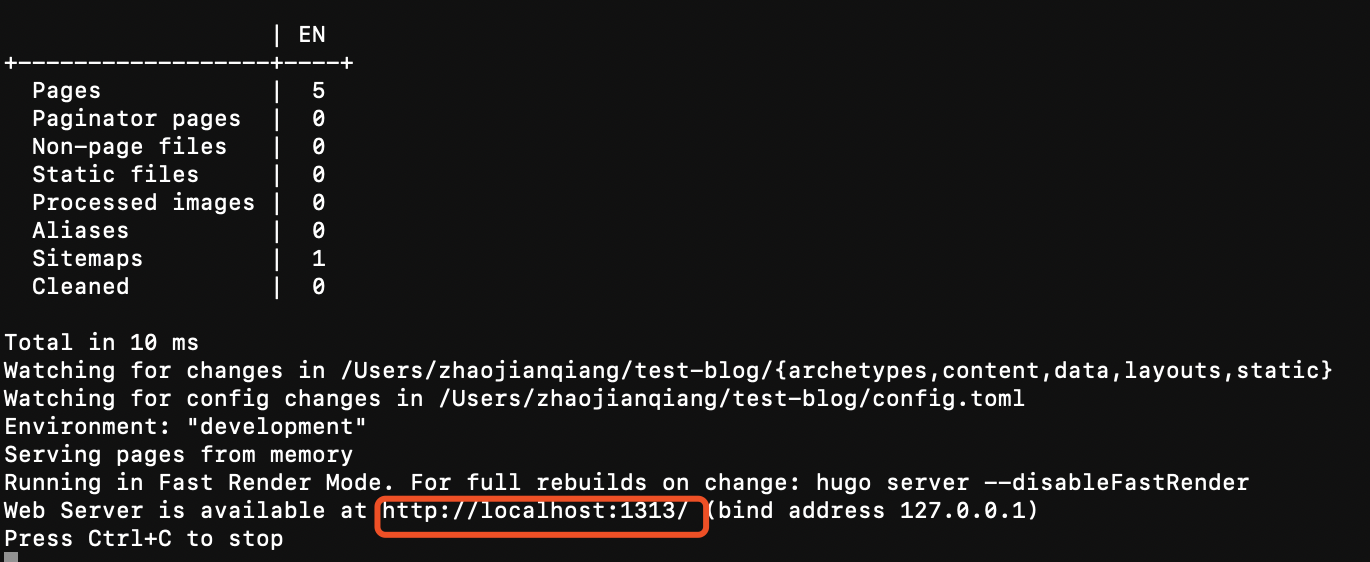 | EN
+------------------+----+
Pages | 5
Paginator pages | 0
Non-page files | 0
Static files | 0
Processed images | 0
Aliases | 0
Sitemaps | 1
Cleaned | 0
Total in 10 ms
Watching for changes in /Users/zhaojianqiang/test-blog/{archetypes,content,data,layouts,static}
Watching for config changes in /Users/zhaojianqiang/test-blog/config.toml
Environment: "development"
Serving pages from memory
Running in Fast Render Mode. For full rebuilds on change: hugo server --disableFastRender
Web Server is available at http://localhost:1313/ (bind address 127.0.0.1)
Press Ctrl+C to stop